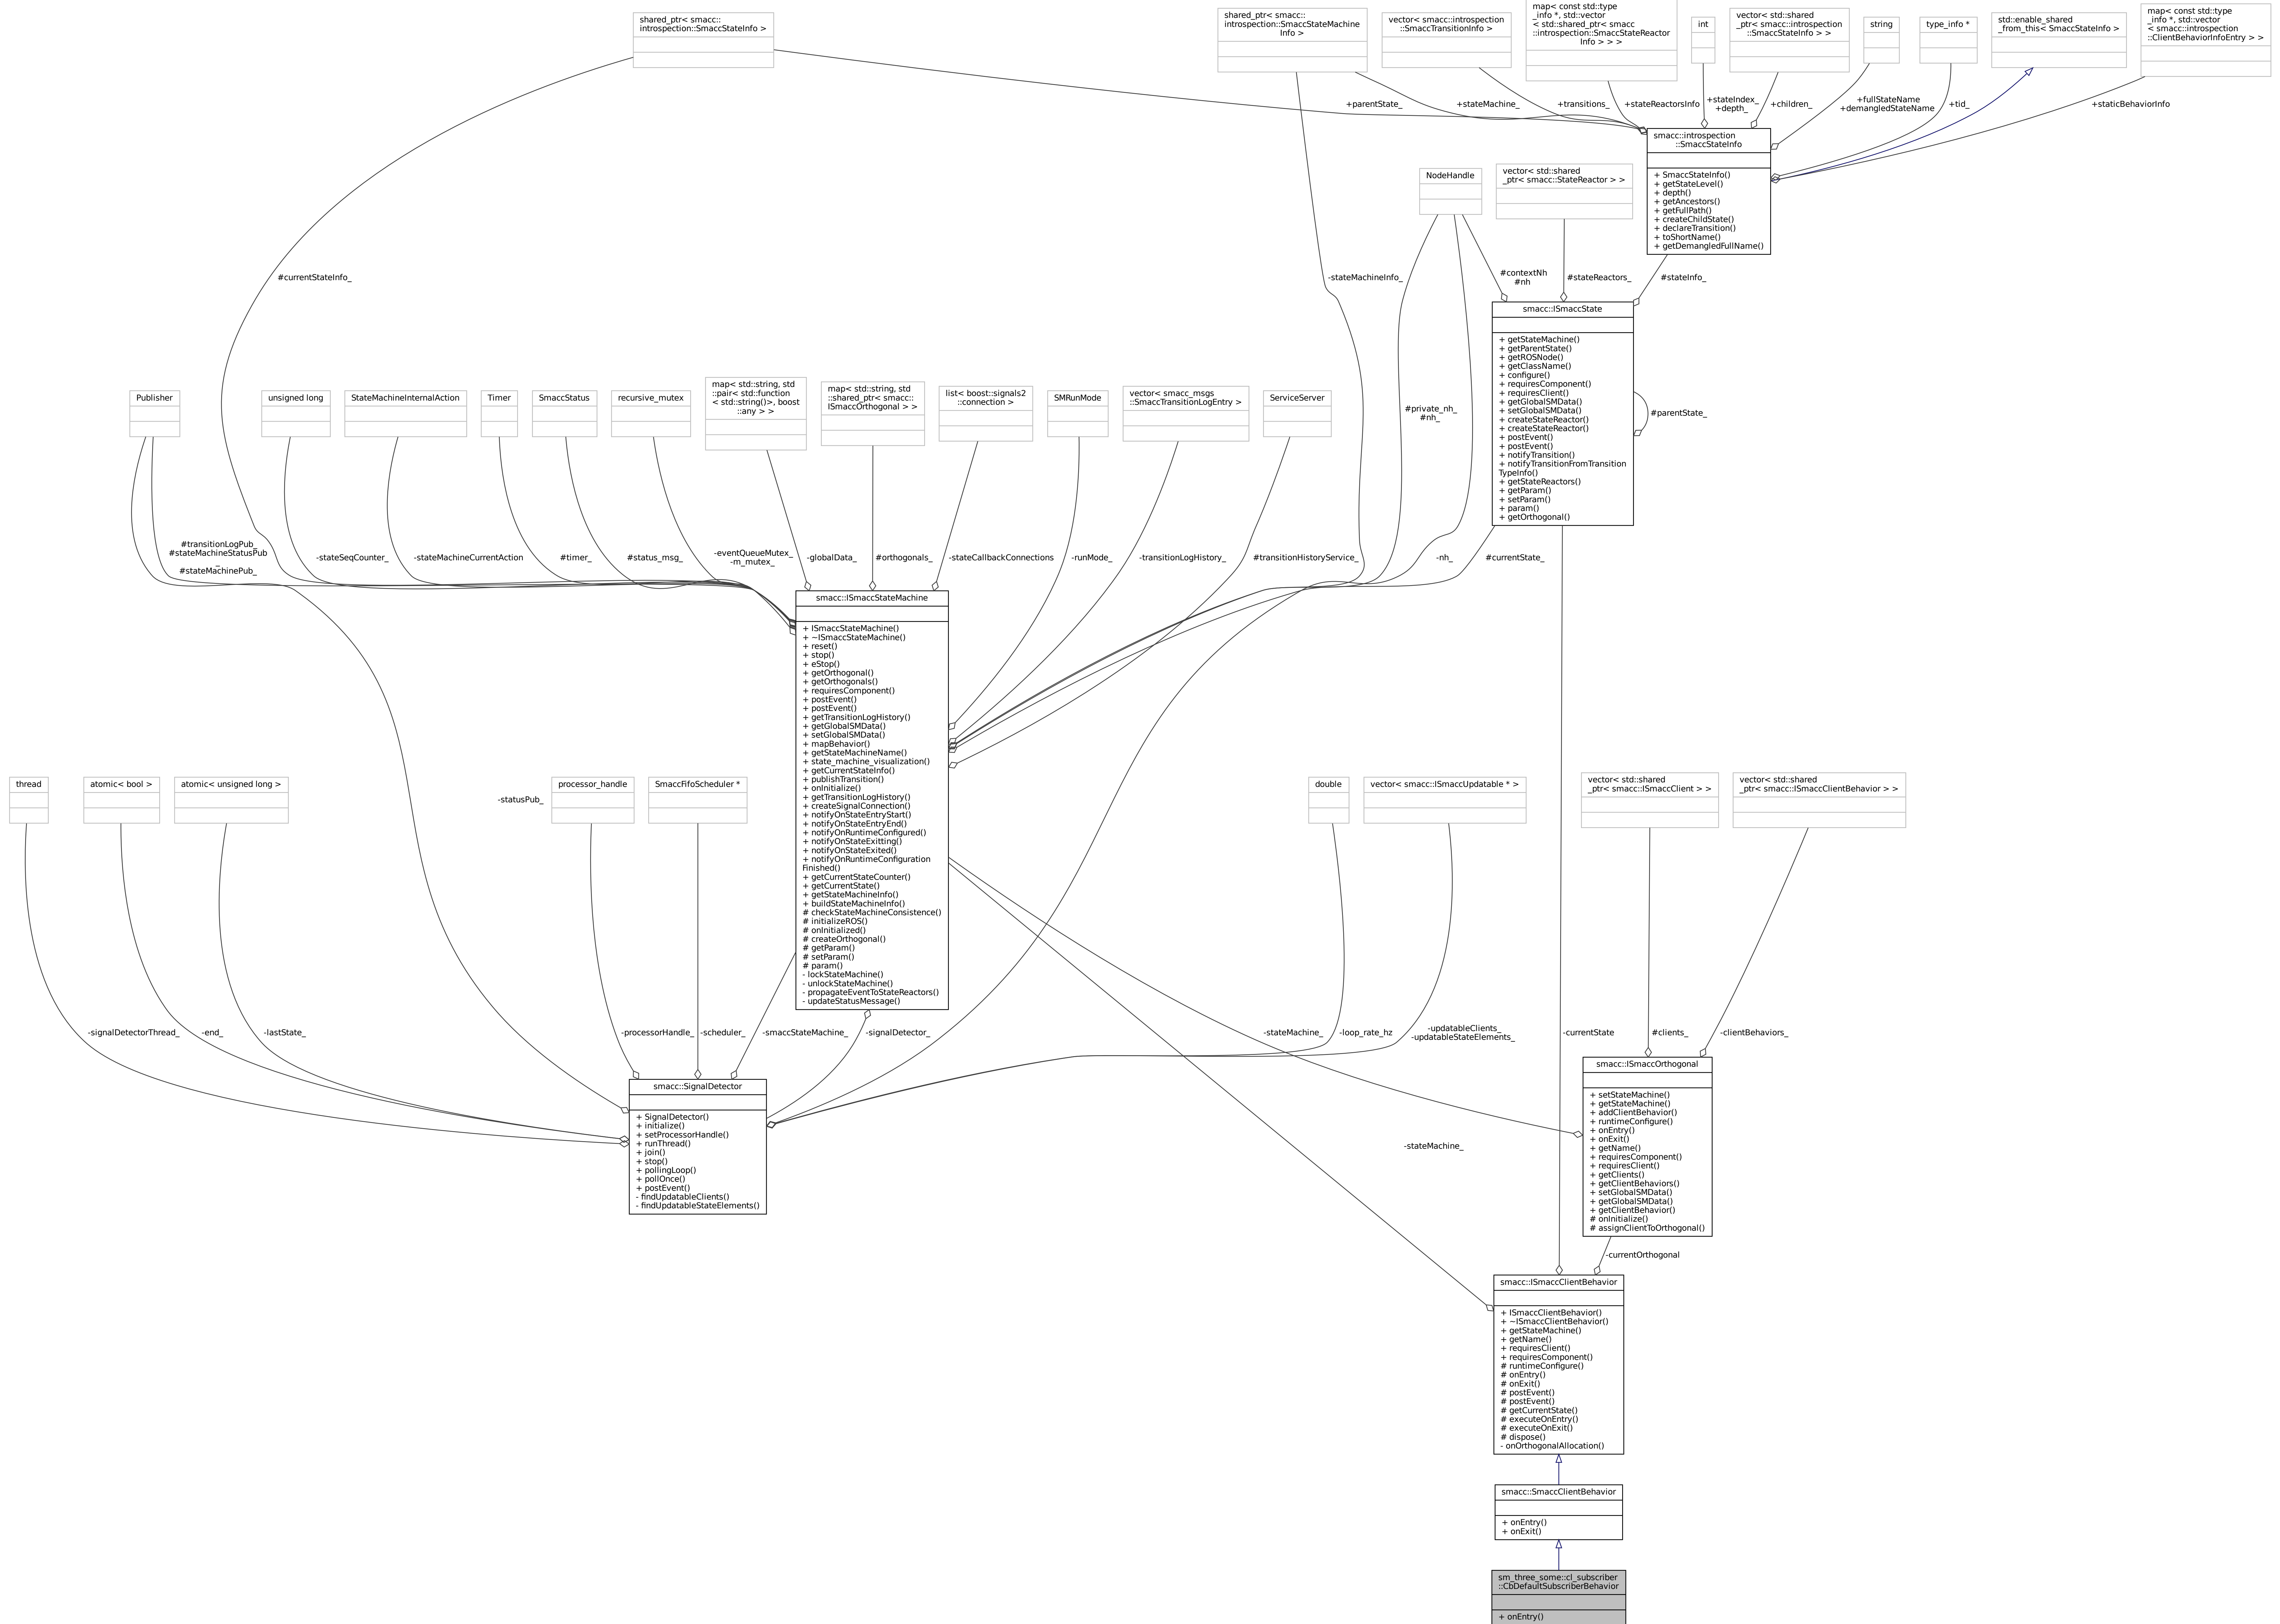 shared_ptr< smacc::
introspection::SmaccStateInfo >
shared_ptr< smacc::
introspection::SmaccStateMachine
Info >
vector< smacc::introspection
::SmaccTransitionInfo >
map< const std::type
_info *, std::vector
< std::shared_ptr< smacc
::introspection::SmaccStateReactor
Info > > >
int
vector< std::shared
_ptr< smacc::introspection
::SmaccStateInfo > >
string
type_info *
std::enable_shared
_from_this< SmaccStateInfo >
map< const std::type
_info *, std::vector
< smacc::introspection
::ClientBehaviorInfoEntry > >
+parentState_
+stateMachine_
+transitions_
+stateReactorsInfo
+stateIndex_
+depth_
+children_
+fullStateName
+demangledStateName
+tid_
+staticBehaviorInfo
smacc::introspection
::SmaccStateInfo
+ SmaccStateInfo()
+ getStateLevel()
+ depth()
+ getAncestors()
+ getFullPath()
+ createChildState()
+ declareTransition()
+ toShortName()
+ getDemangledFullName()
NodeHandle
vector< std::shared
_ptr< smacc::StateReactor > >
#currentStateInfo_
-stateMachineInfo_
#contextNh
#nh
#stateReactors_
#stateInfo_
smacc::ISmaccState
+ getStateMachine()
+ getParentState()
+ getROSNode()
+ getClassName()
+ configure()
+ requiresComponent()
+ requiresClient()
+ getGlobalSMData()
+ setGlobalSMData()
+ createStateReactor()
+ createStateReactor()
+ postEvent()
+ postEvent()
+ notifyTransition()
+ notifyTransitionFromTransition
TypeInfo()
+ getStateReactors()
+ getParam()
+ setParam()
+ param()
+ getOrthogonal()
#parentState_
#private_nh_
#nh_
Publisher
unsigned long
StateMachineInternalAction
Timer
SmaccStatus
recursive_mutex
map< std::string, std
::pair< std::function
< std::string()>, boost
::any > >
map< std::string, std
::shared_ptr< smacc::
ISmaccOrthogonal > >
list< boost::signals2
::connection >
SMRunMode
vector< smacc_msgs
::SmaccTransitionLogEntry >
ServiceServer
#transitionLogPub_
#stateMachineStatusPub
_
#stateMachinePub_
-stateSeqCounter_
-stateMachineCurrentAction
#timer_
#status_msg_
-eventQueueMutex_
-m_mutex_
-globalData_
#orthogonals_
-stateCallbackConnections
-runMode_
-transitionLogHistory_
#transitionHistoryService_
-nh_
#currentState_
smacc::ISmaccStateMachine
+ ISmaccStateMachine()
+ ~ISmaccStateMachine()
+ reset()
+ stop()
+ eStop()
+ getOrthogonal()
+ getOrthogonals()
+ requiresComponent()
+ postEvent()
+ postEvent()
+ getTransitionLogHistory()
+ getGlobalSMData()
+ setGlobalSMData()
+ mapBehavior()
+ getStateMachineName()
+ state_machine_visualization()
+ getCurrentStateInfo()
+ publishTransition()
+ onInitialize()
+ getTransitionLogHistory()
+ createSignalConnection()
+ notifyOnStateEntryStart()
+ notifyOnStateEntryEnd()
+ notifyOnRuntimeConfigured()
+ notifyOnStateExitting()
+ notifyOnStateExited()
+ notifyOnRuntimeConfiguration
Finished()
+ getCurrentStateCounter()
+ getCurrentState()
+ getStateMachineInfo()
+ buildStateMachineInfo()
# checkStateMachineConsistence()
# initializeROS()
# onInitialized()
# createOrthogonal()
# getParam()
# setParam()
# param()
- lockStateMachine()
- unlockStateMachine()
- propagateEventToStateReactors()
- updateStatusMessage()
thread
atomic< bool >
atomic< unsigned long >
-statusPub_
processor_handle
SmaccFifoScheduler *
double
vector< smacc::ISmaccUpdatable * >
vector< std::shared
_ptr< smacc::ISmaccClient > >
vector< std::shared
_ptr< smacc::ISmaccClientBehavior > >
-signalDetectorThread_
-end_
-lastState_
-processorHandle_
-scheduler_
-smaccStateMachine_
-signalDetector_
-stateMachine_
-loop_rate_hz
-updatableClients_
-updatableStateElements_
-currentState
#clients_
-clientBehaviors_
smacc::SignalDetector
+ SignalDetector()
+ initialize()
+ setProcessorHandle()
+ runThread()
+ join()
+ stop()
+ pollingLoop()
+ pollOnce()
+ postEvent()
- findUpdatableClients()
- findUpdatableStateElements()
smacc::ISmaccOrthogonal
+ setStateMachine()
+ getStateMachine()
+ addClientBehavior()
+ runtimeConfigure()
+ onEntry()
+ onExit()
+ getName()
+ requiresComponent()
+ requiresClient()
+ getClients()
+ getClientBehaviors()
+ setGlobalSMData()
+ getGlobalSMData()
+ getClientBehavior()
# onInitialize()
# assignClientToOrthogonal()
-stateMachine_
-currentOrthogonal
smacc::ISmaccClientBehavior
+ ISmaccClientBehavior()
+ ~ISmaccClientBehavior()
+ getStateMachine()
+ getName()
+ requiresClient()
+ requiresComponent()
# runtimeConfigure()
# onEntry()
# onExit()
# postEvent()
# postEvent()
# getCurrentState()
# executeOnEntry()
# executeOnExit()
# dispose()
- onOrthogonalAllocation()
smacc::SmaccClientBehavior
+ onEntry()
+ onExit()
sm_three_some::cl_subscriber
::CbDefaultSubscriberBehavior
+ onEntry()